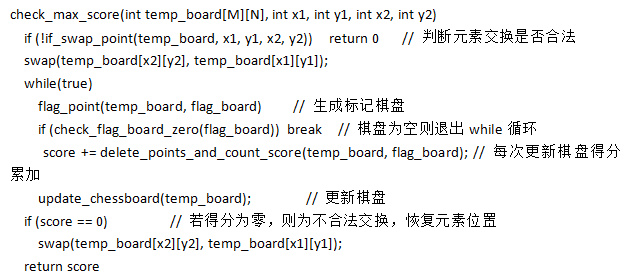 check_max_score(int temp_board[M][N], int x1, int y1, int x2, int y2)
if (!if_swap_point(temp_board, x1, y1, x2, y2)) return 0 // 判断元素交换是否合法
swap(temp_board[x2][y2], temp_board[x1][y1]);
while(true)
flag_point(temp_board, flag_board) // 生成标记棋盘
if (check_flag_board_zero(flag_board)) break // 棋盘为空则退出 while 循环
score += delete_points_and_count_score(temp_board, flag_board); // 每次更新棋盘得分
累加
update_chessboard(temp_board); // 更新棋盘
if (score == 0) // 若得分为零，则为不合法交换，恢复元素位置
swap(temp_board[x2][y2], temp_board[x1][y1]);
return score